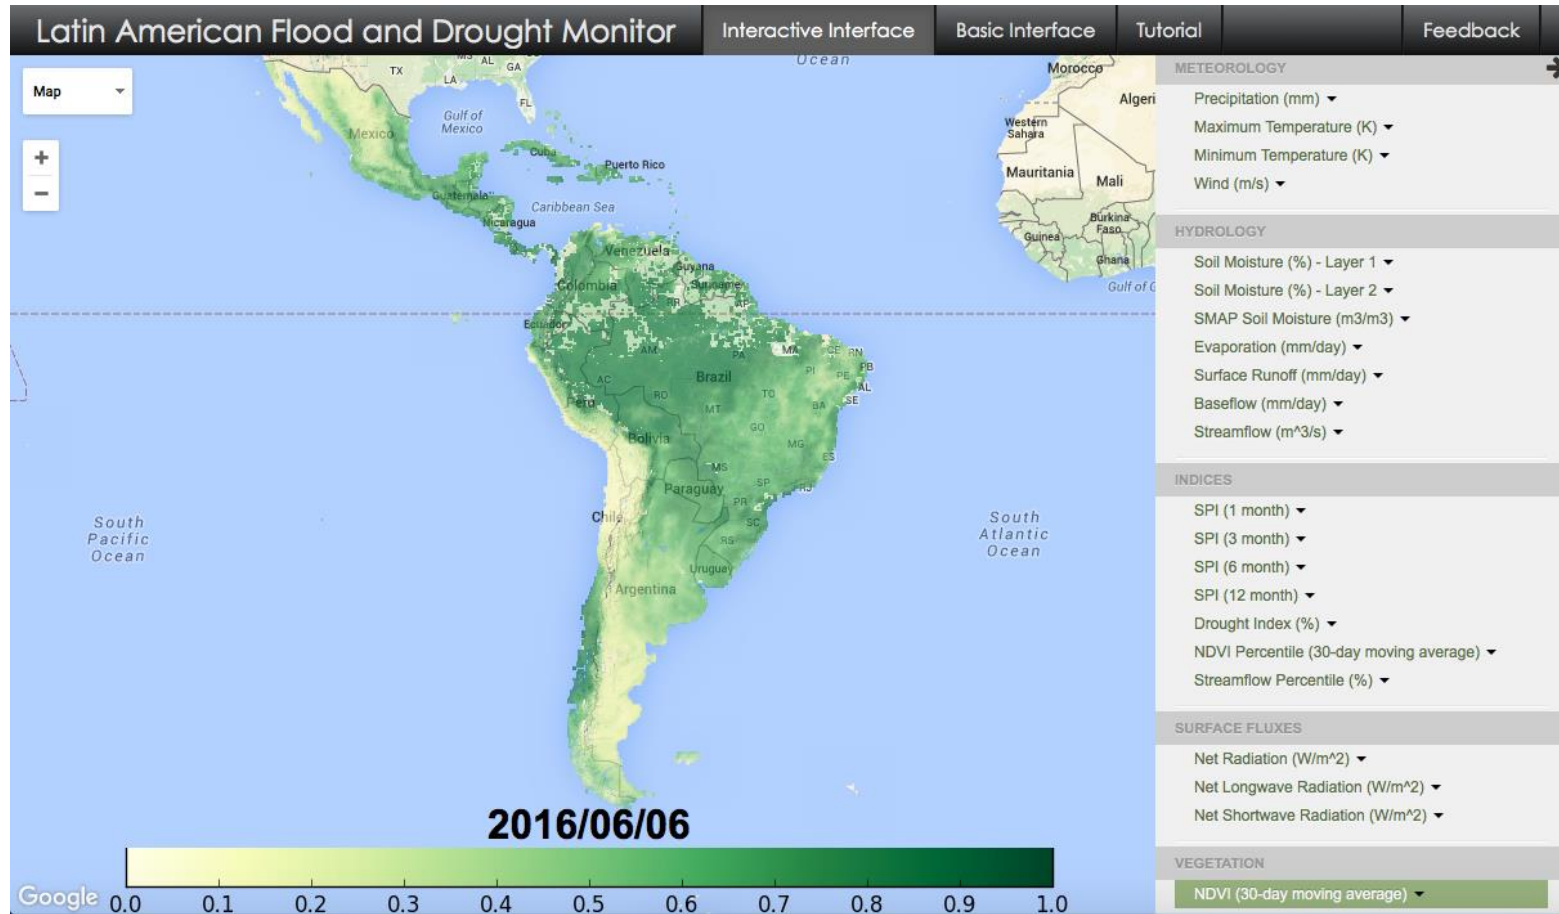 Latin American Flood and Drought Monitor
Interactive Interface
Basic Interface
Tutorial
Feedback
Map
+
−
TX
LA
MS
AL
GA
FL
Gulf of
Mexico
Mexico
Cuba
Puerto Rico
Guatemala
Caribbean Sea
Nicaragua
Ocean
Morocco
Algeri
Western
Sahara
Mauritania
Mali
Burkina
Faso
Guinea
Ghana
Gulf of G
Venezuela
Guyana
Suriname
Colombia
RR
AP
Ecuador
AM
PA
MA
CE
RN
PB
PI
PE
AL
SE
AC
Brazil
RO
TO
BA
Peru
MT
GO
Bolivia
MG
ES
MS
SP
RJ
Paraguay
PR
SC
Chile
RS
Uruguay
Argentina
South
Pacific
Ocean
South
Atlantic
Ocean
2016/06/06
Google
0.0 0.1 0.2 0.3 0.4 0.5 0.6 0.7 0.8 0.9 1.0
METEOROLOGY
Precipitation (mm)
Maximum Temperature (K)
Minimum Temperature (K)
Wind (m/s)
HYDROLOGY
Soil Moisture (%) - Layer 1
Soil Moisture (%) - Layer 2
SMAP Soil Moisture (m3/m3)
Evaporation (mm/day)
Surface Runoff (mm/day)
Baseflow (mm/day)
Streamflow (m^3/s)
INDICES
SPI (1 month)
SPI (3 month)
SPI (6 month)
SPI (12 month)
Drought Index (%)
NDVI Percentile (30-day moving average)
Streamflow Percentile (%)
SURFACE FLUXES
Net Radiation (W/m^2)
Net Longwave Radiation (W/m^2)
Net Shortwave Radiation (W/m^2)
VEGETATION
NDVI (30-day moving average)